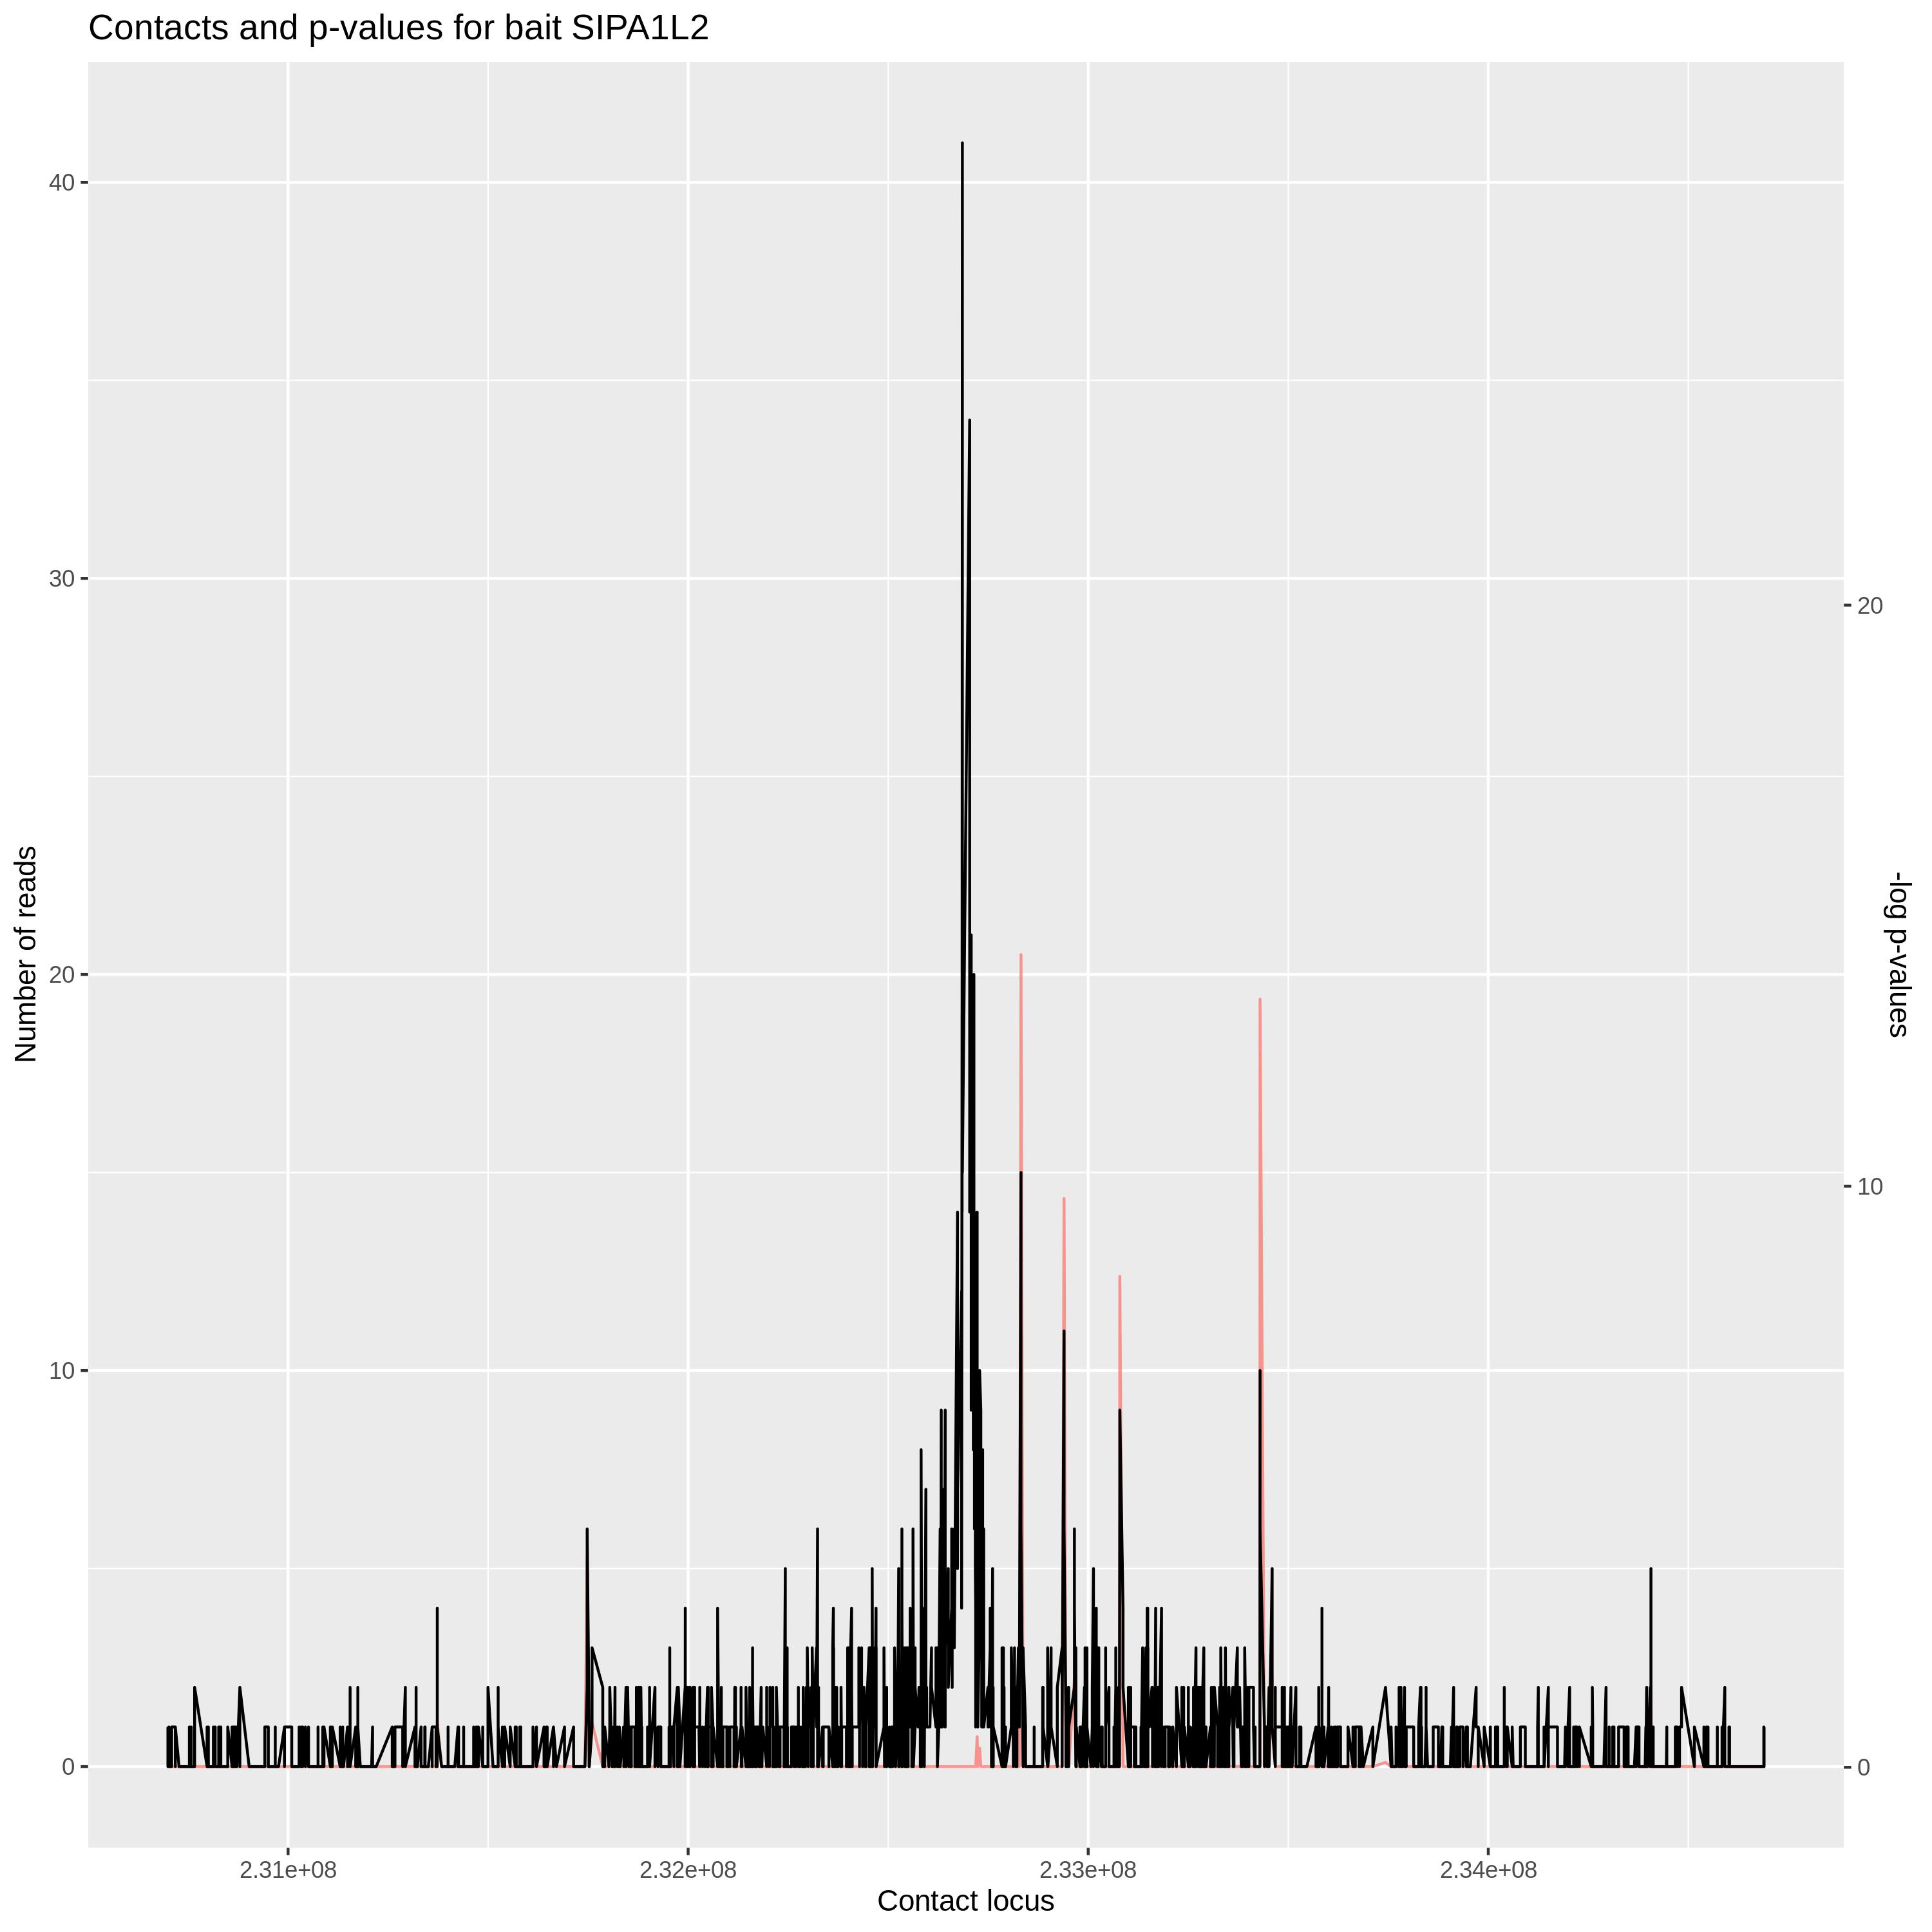 Contacts and p-values for bait SIPA1L2
40
30
20
10
0
Number of reads
20
10
0
-log p-values
2.31e+08
2.32e+08
2.33e+08
2.34e+08
Contact locus